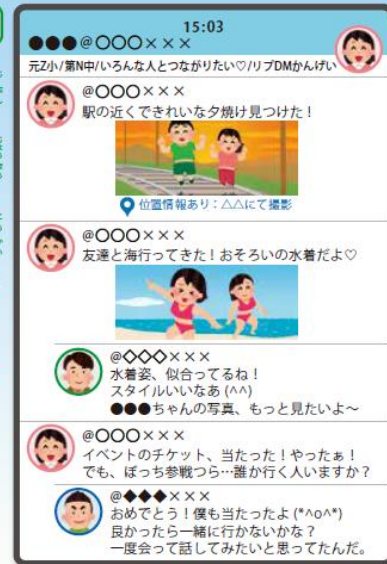 15:03
●●●@〇〇〇×××
元Z小/第N中/いろんな人とつながりたい♡/リプDMかんげい
@〇〇〇×××
駅の近くできれいな夕焼け見つけた!
位置情報あり:△△にて撮影
@〇〇〇×××
友達と海行ってきた!おそろいの水着だよ♡
@◇◇◇×××
水着姿、似合ってるね!
スタイルいいなあ(^^)
●●●ちゃんの写真、もっと見たいよ~
@〇〇〇×××
イベントのチケット、当たった!やったぁ!
でも、ぼっち参戦つら…誰か行く人いますか?
@◆◆◆×××
おめでとう!僕も当たったよ(*^o^*)
良かったら一緒に行かないかな?
一度会って話してみたいと思ってたんだ。